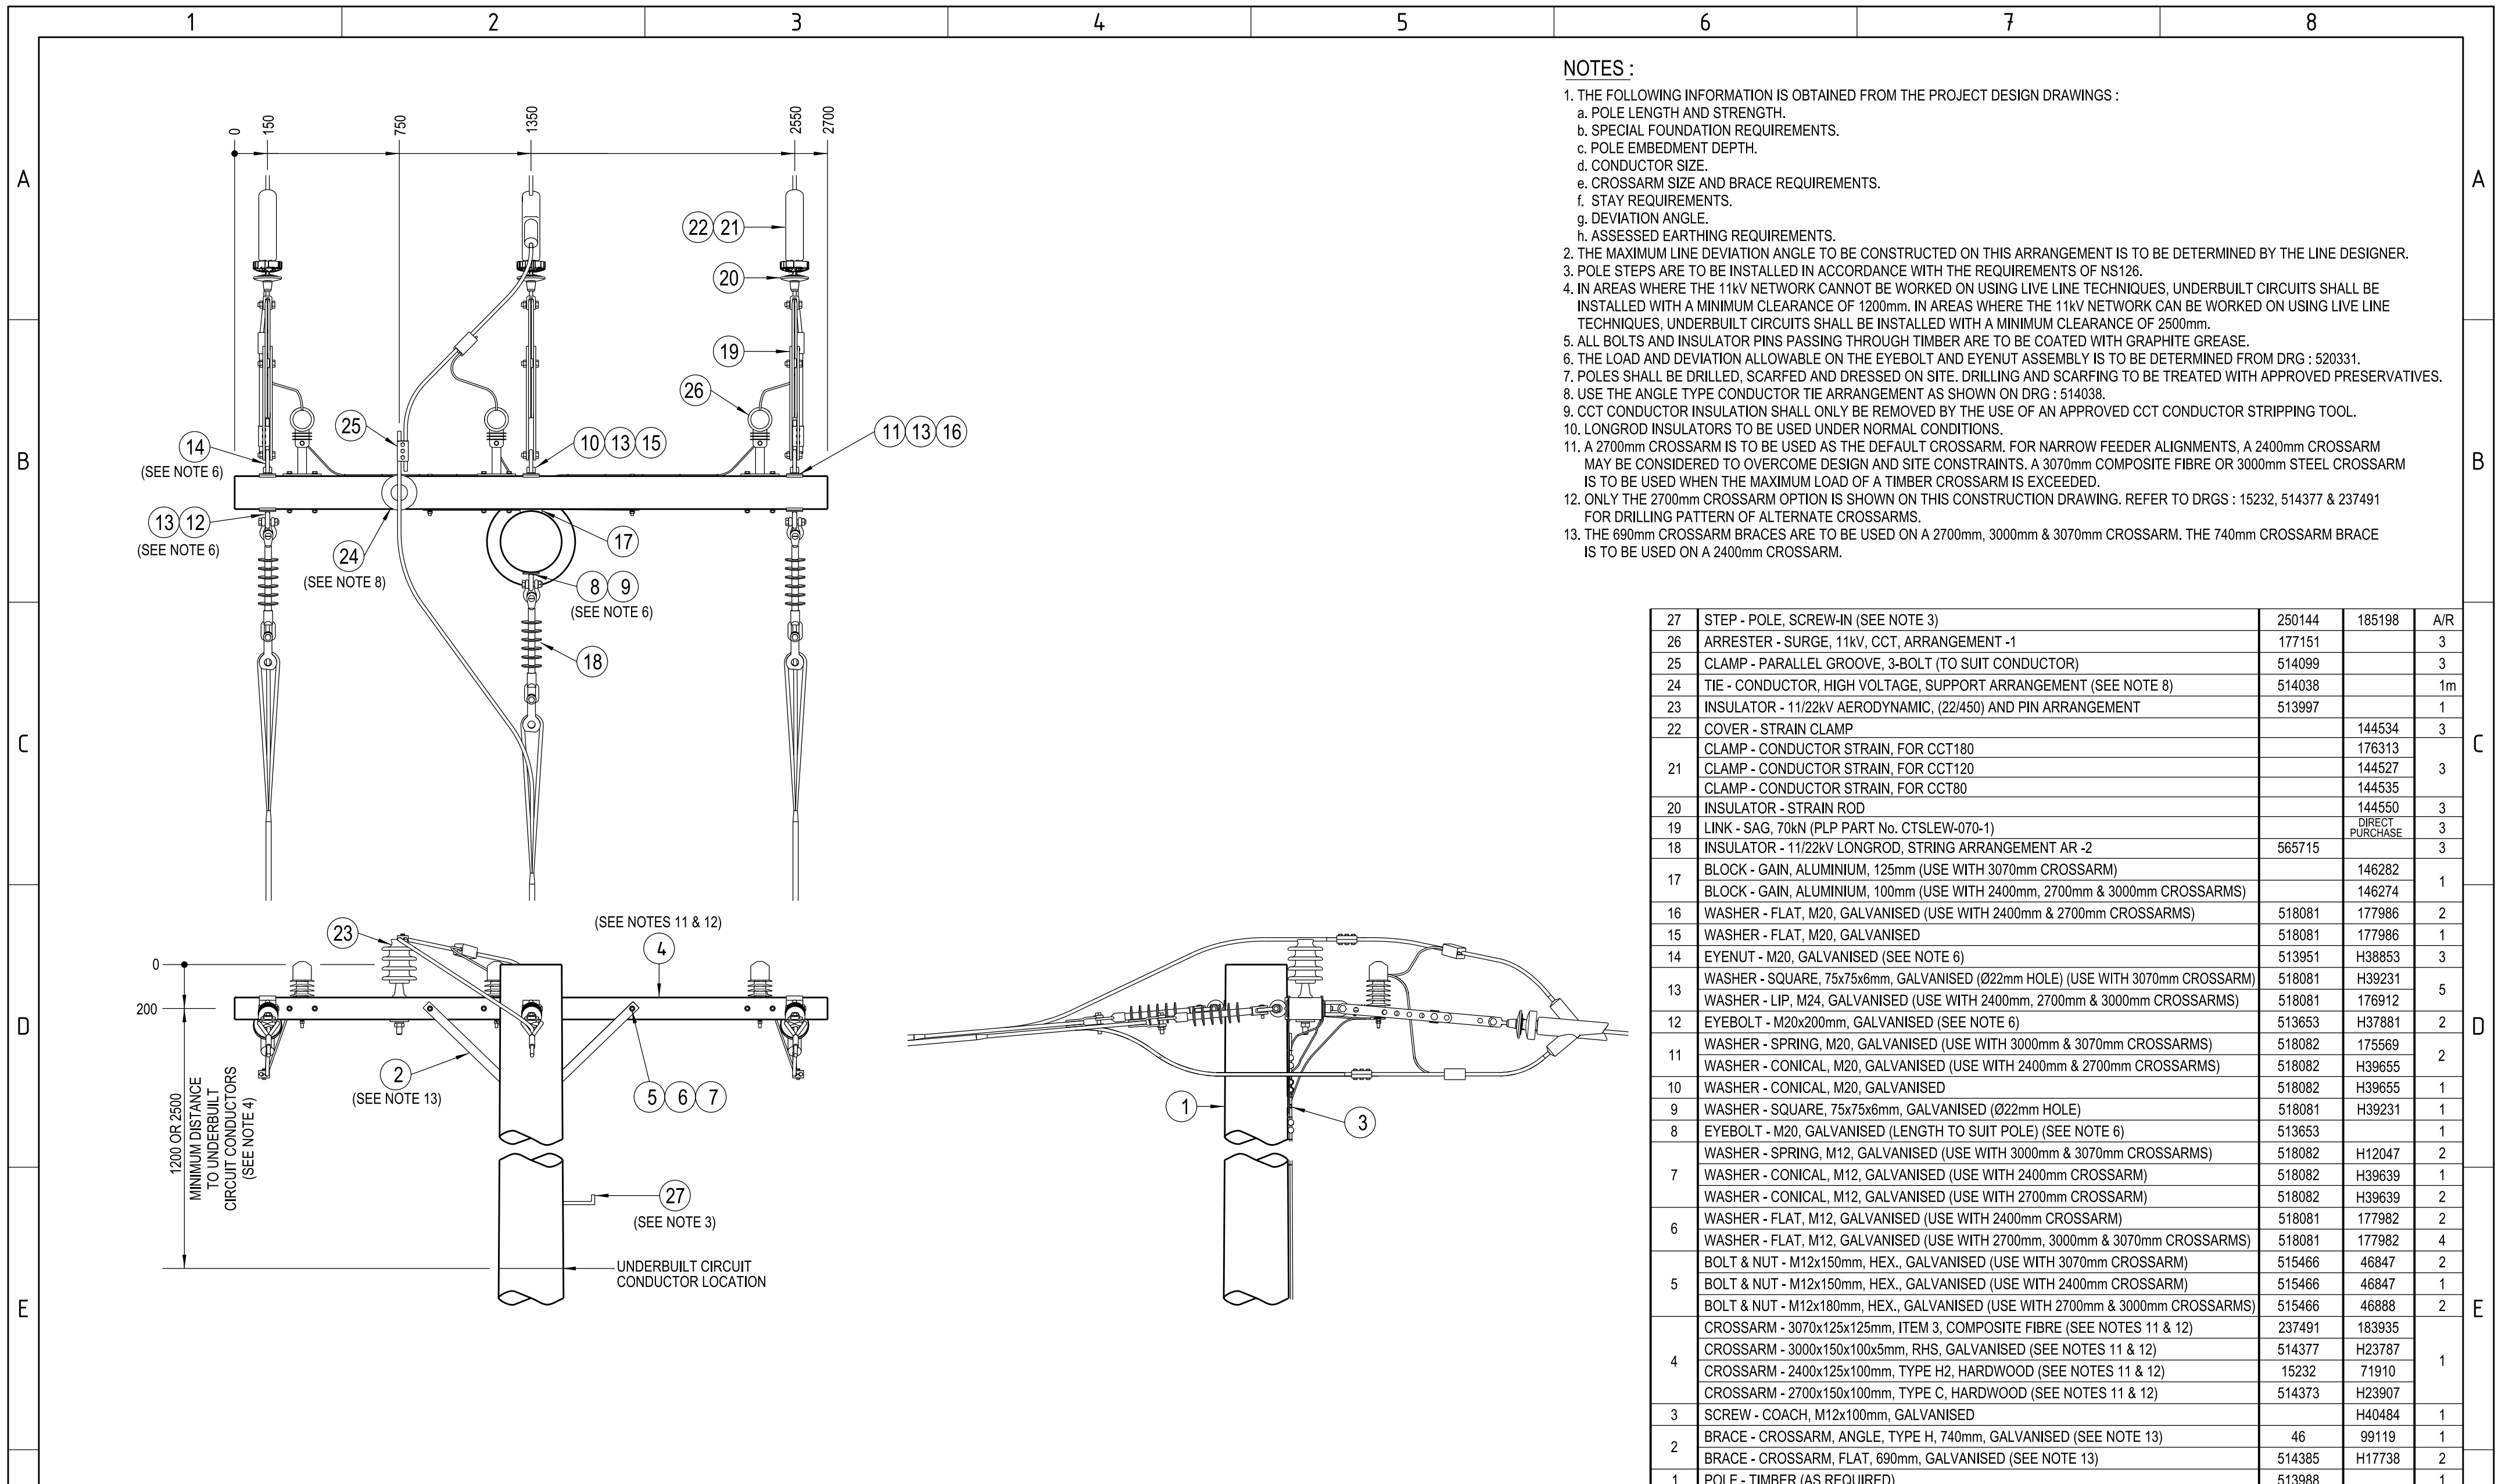 1 2 3 4 5 6 7 8
A
B
C
D
E
A
B
C
D
E
0
150
750
1350
2550
2700
22 21
20
19
26
25
14
(SEE NOTE 6)
10 13 15
11 13 16
13 12
(SEE NOTE 6)
24
(SEE NOTE 8)
17
8 9
(SEE NOTE 6)
18
23
(SEE NOTES 11 & 12)
4
0
200
2
(SEE NOTE 13)
5 6 7
1200 OR 2500
MINIMUM DISTANCE
TO UNDERBUILT
CIRCUIT CONDUCTORS
(SEE NOTE 4)
27
(SEE NOTE 3)
UNDERBUILT CIRCUIT
CONDUCTOR LOCATION
1
3
NOTES :
1. THE FOLLOWING INFORMATION IS OBTAINED FROM THE PROJECT DESIGN DRAWINGS :
a. POLE LENGTH AND STRENGTH.
b. SPECIAL FOUNDATION REQUIREMENTS.
c. POLE EMBEDMENT DEPTH.
d. CONDUCTOR SIZE.
e. CROSSARM SIZE AND BRACE REQUIREMENTS.
f. STAY REQUIREMENTS.
g. DEVIATION ANGLE.
h. ASSESSED EARTHING REQUIREMENTS.
2. THE MAXIMUM LINE DEVIATION ANGLE TO BE CONSTRUCTED ON THIS ARRANGEMENT IS TO BE DETERMINED BY THE LINE DESIGNER.
3. POLE STEPS ARE TO BE INSTALLED IN ACCORDANCE WITH THE REQUIREMENTS OF NS126.
4. IN AREAS WHERE THE 11kV NETWORK CANNOT BE WORKED ON USING LIVE LINE TECHNIQUES, UNDERBUILT CIRCUITS SHALL BE
INSTALLED WITH A MINIMUM CLEARANCE OF 1200mm. IN AREAS WHERE THE 11kV NETWORK CAN BE WORKED ON USING LIVE LINE
TECHNIQUES, UNDERBUILT CIRCUITS SHALL BE INSTALLED WITH A MINIMUM CLEARANCE OF 2500mm.
5. ALL BOLTS AND INSULATOR PINS PASSING THROUGH TIMBER ARE TO BE COATED WITH GRAPHITE GREASE.
6. THE LOAD AND DEVIATION ALLOWABLE ON THE EYEBOLT AND EYENUT ASSEMBLY IS TO BE DETERMINED FROM DRG : 520331.
7. POLES SHALL BE DRILLED, SCARFED AND DRESSED ON SITE. DRILLING AND SCARFING TO BE TREATED WITH APPROVED PRESERVATIVES.
8. USE THE ANGLE TYPE CONDUCTOR TIE ARRANGEMENT AS SHOWN ON DRG : 514038.
9. CCT CONDUCTOR INSULATION SHALL ONLY BE REMOVED BY THE USE OF AN APPROVED CCT CONDUCTOR STRIPPING TOOL.
10. LONGROD INSULATORS TO BE USED UNDER NORMAL CONDITIONS.
11. A 2700mm CROSSARM IS TO BE USED AS THE DEFAULT CROSSARM. FOR NARROW FEEDER ALIGNMENTS, A 2400mm CROSSARM
MAY BE CONSIDERED TO OVERCOME DESIGN AND SITE CONSTRAINTS. A 3070mm COMPOSITE FIBRE OR 3000mm STEEL CROSSARM
IS TO BE USED WHEN THE MAXIMUM LOAD OF A TIMBER CROSSARM IS EXCEEDED.
12. ONLY THE 2700mm CROSSARM OPTION IS SHOWN ON THIS CONSTRUCTION DRAWING. REFER TO DRGS : 15232, 514377 & 237491
FOR DRILLING PATTERN OF ALTERNATE CROSSARMS.
13. THE 690mm CROSSARM BRACES ARE TO BE USED ON A 2700mm, 3000mm & 3070mm CROSSARM. THE 740mm CROSSARM BRACE
IS TO BE USED ON A 2400mm CROSSARM.
27 STEP - POLE, SCREW-IN (SEE NOTE 3) 250144 185198 A/R
26 ARRESTER - SURGE, 11kV, CCT, ARRANGEMENT -1 177151 3
25 CLAMP - PARALLEL GROOVE, 3-BOLT (TO SUIT CONDUCTOR) 514099 3
24 TIE - CONDUCTOR, HIGH VOLTAGE, SUPPORT ARRANGEMENT (SEE NOTE 8) 514038 1m
23 INSULATOR - 11/22kV AERODYNAMIC, (22/450) AND PIN ARRANGEMENT 513997 1
22 COVER - STRAIN CLAMP 144534 3
CLAMP - CONDUCTOR STRAIN, FOR CCT180 176313
21 CLAMP - CONDUCTOR STRAIN, FOR CCT120 144527 3
CLAMP - CONDUCTOR STRAIN, FOR CCT80 144535
20 INSULATOR - STRAIN ROD 144550 3
19 LINK - SAG, 70kN (PLP PART No. CTSLEW-070-1) DIRECT PURCHASE 3
18 INSULATOR - 11/22kV LONGROD, STRING ARRANGEMENT AR -2 565715 3
17 BLOCK - GAIN, ALUMINIUM, 125mm (USE WITH 3070mm CROSSARM) 146282 1
BLOCK - GAIN, ALUMINIUM, 100mm (USE WITH 2400mm, 2700mm & 3000mm CROSSARMS) 146274
16 WASHER - FLAT, M20, GALVANISED (USE WITH 2400mm & 2700mm CROSSARMS) 518081 177986 2
15 WASHER - FLAT, M20, GALVANISED 518081 177986 1
14 EYENUT - M20, GALVANISED (SEE NOTE 6) 513951 H38853 3
13 WASHER - SQUARE, 75x75x6mm, GALVANISED (Ø22mm HOLE) (USE WITH 3070mm CROSSARM) 518081 H39231 5
WASHER - LIP, M24, GALVANISED (USE WITH 2400mm, 2700mm & 3000mm CROSSARMS) 518081 176912
12 EYEBOLT - M20x200mm, GALVANISED (SEE NOTE 6) 513653 H37881 2
11 WASHER - SPRING, M20, GALVANISED (USE WITH 3000mm & 3070mm CROSSARMS) 518082 175569 2
WASHER - CONICAL, M20, GALVANISED (USE WITH 2400mm & 2700mm CROSSARMS) 518082 H39655
10 WASHER - CONICAL, M20, GALVANISED 518082 H39655 1
9 WASHER - SQUARE, 75x75x6mm, GALVANISED (Ø22mm HOLE) 518081 H39231 1
8 EYEBOLT - M20, GALVANISED (LENGTH TO SUIT POLE) (SEE NOTE 6) 513653 1
WASHER - SPRING, M12, GALVANISED (USE WITH 3000mm & 3070mm CROSSARMS) 518082 H12047 2
7 WASHER - CONICAL, M12, GALVANISED (USE WITH 2400mm CROSSARM) 518082 H39639 1
WASHER - CONICAL, M12, GALVANISED (USE WITH 2700mm CROSSARM) 518082 H39639 2
6 WASHER - FLAT, M12, GALVANISED (USE WITH 2400mm CROSSARM) 518081 177982 2
WASHER - FLAT, M12, GALVANISED (USE WITH 2700mm, 3000mm & 3070mm CROSSARMS) 518081 177982 4
BOLT & NUT - M12x150mm, HEX., GALVANISED (USE WITH 3070mm CROSSARM) 515466 46847 2
5 BOLT & NUT - M12x150mm, HEX., GALVANISED (USE WITH 2400mm CROSSARM) 515466 46847 1
BOLT & NUT - M12x180mm, HEX., GALVANISED (USE WITH 2700mm & 3000mm CROSSARMS) 515466 46888 2
CROSSARM - 3070x125x125mm, ITEM 3, COMPOSITE FIBRE (SEE NOTES 11 & 12) 237491 183935
4 CROSSARM - 3000x150x100x5mm, RHS, GALVANISED (SEE NOTES 11 & 12) 514377 H23787 1
CROSSARM - 2400x125x100mm, TYPE H2, HARDWOOD (SEE NOTES 11 & 12) 15232 71910
CROSSARM - 2700x150x100mm, TYPE C, HARDWOOD (SEE NOTES 11 & 12) 514373 H23907
3 SCREW - COACH, M12x100mm, GALVANISED H40484 1
2 BRACE - CROSSARM, ANGLE, TYPE H, 740mm, GALVANISED (SEE NOTE 13) 46 99119 1
BRACE - CROSSARM, FLAT, 690mm, GALVANISED (SEE NOTE 13) 514385 H17738 2
1 POLE - TIMBER (AS REQUIRED) 513988 1